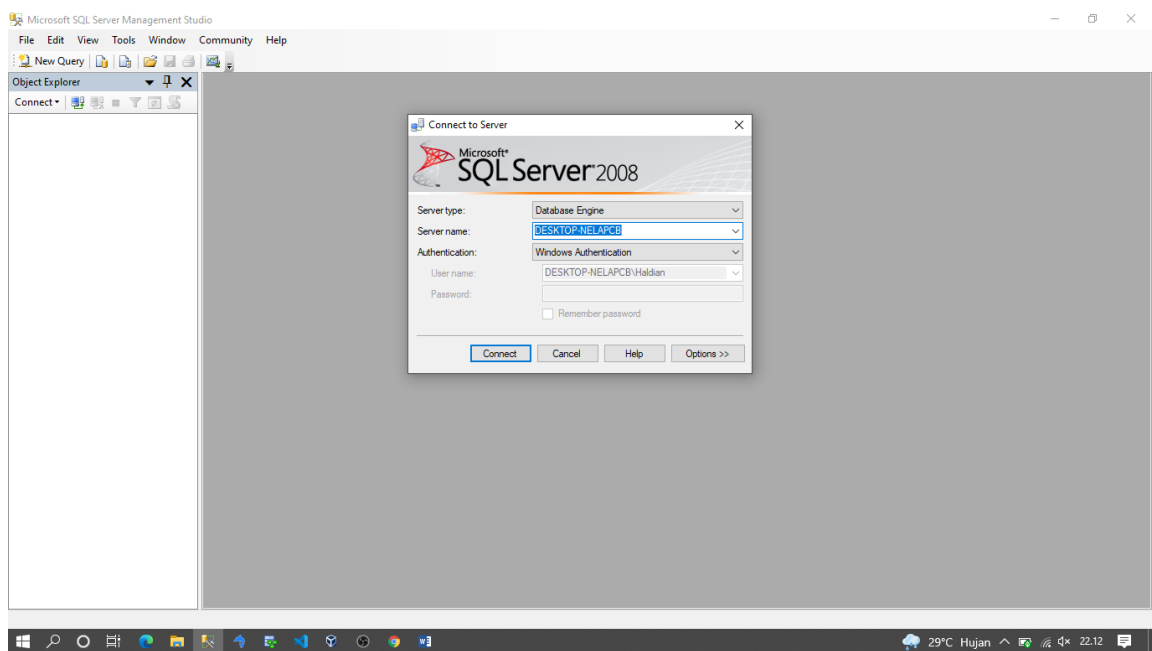 Microsoft SQL Server Management Studio
File Edit View Tools Window Community Help
New Query
Object Explorer
Connect
Connect to Server
Microsoft®
SQL Server 2008
Server type: Database Engine
Server name: DESKTOP-NELAPCB
Authentication: Windows Authentication
User name: DESKTOP-NELAPCB\Haldian
Password:
Remember password
Connect Cancel Help Options >>
29°C Hujan 22.12